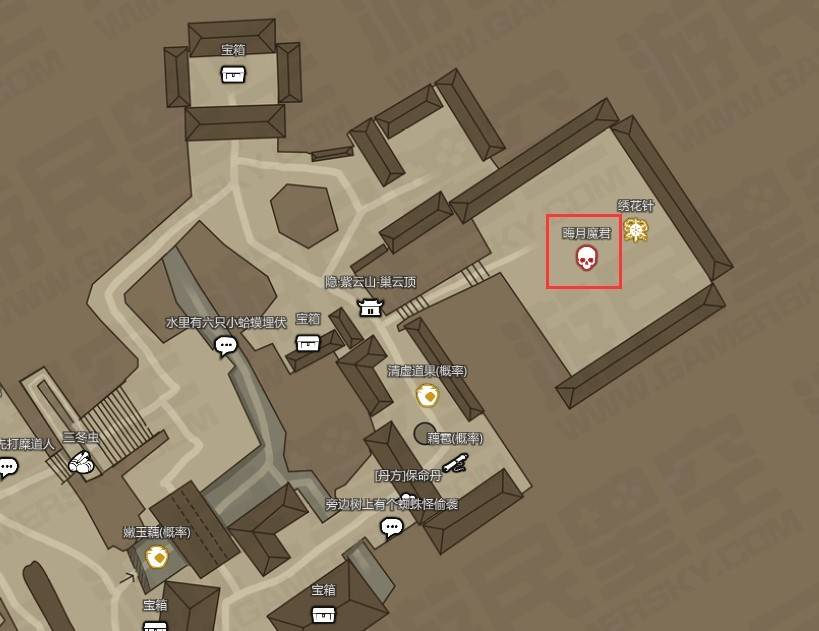 宝箱
绣花针
晦月魔君
隐·紫云山-巢云顶
水里有六只小蛤蟆埋伏
宝箱
清虚道果(概率)
藕雹(概率)
先打糜道人
三冬虫
[丹方]保命丹
旁边树上有个蜘蛛怪偷袭
嫩玉藕(概率)
宝箱
宝箱